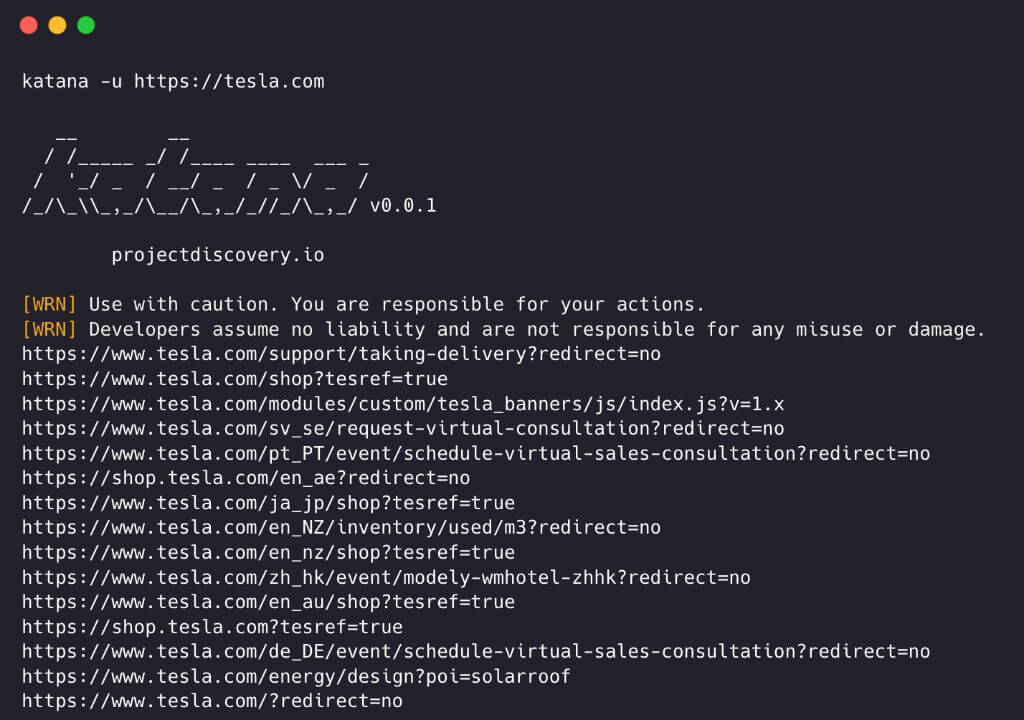 katana -u https://tesla.com
   __        __
  / /_____ _/ /____ ____  ___ _
 /  '_/ _  / __/ _  / _ \/ _  /
/_/\_\\_,_/\__/\_,_/_//_/\_,_/ v0.0.1
projectdiscovery.io
[WRN] Use with caution. You are responsible for your actions.
[WRN] Developers assume no liability and are not responsible for any misuse or damage.
https://www.tesla.com/support/taking-delivery?redirect=no
https://www.tesla.com/shop?tesref=true
https://www.tesla.com/modules/custom/tesla_banners/js/index.js?v=1.x
https://www.tesla.com/sv_se/request-virtual-consultation?redirect=no
https://www.tesla.com/pt_PT/event/schedule-virtual-sales-consultation?redirect=no
https://shop.tesla.com/en_ae?redirect=no
https://www.tesla.com/ja_jp/shop?tesref=true
https://www.tesla.com/en_NZ/inventory/used/m3?redirect=no
https://www.tesla.com/en_nz/shop?tesref=true
https://www.tesla.com/zh_hk/event/modely-wmhotel-zhhk?redirect=no
https://www.tesla.com/en_au/shop?tesref=true
https://shop.tesla.com?tesref=true
https://www.tesla.com/de_DE/event/schedule-virtual-sales-consultation?redirect=no
https://www.tesla.com/energy/design?poi=solarroof
https://www.tesla.com/?redirect=no